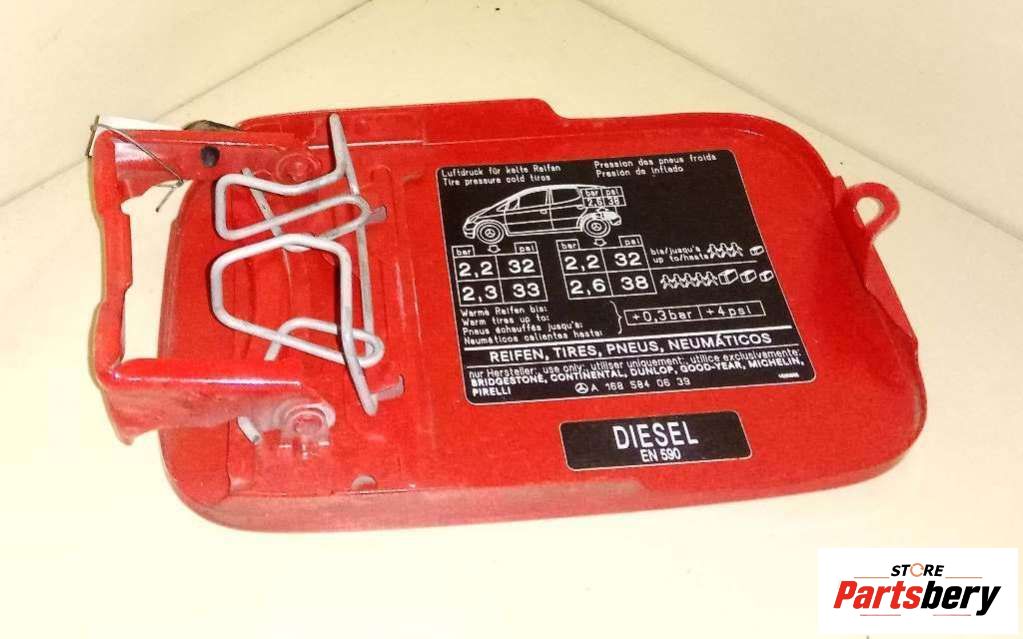 Luftdruck für kalte Reifen Pression des pneus froids
Tire pressure cold tires Presión de inflado
bar psi
2,6 38
bar psi bar psi
2,2 32 2,2 32 bis/jusqu'a
up to/hasta
2,3 33 2,6 38
Warme Reifen bis:
Warm tires up to:
Pneus échauffés jusqu'a:
Neumáticos calientes hasta:
+0,3bar +4psi
REIFEN, TIRES, PNEUS, NEUMÁTICOS
nur Hersteller: use only: utiliser uniquement: utilice exclusivamente:
BRIDGESTONE, CONTINENTAL, DUNLOP, GOOD-YEAR, MICHELIN,
PIRELLI A 168 584 06 39
DIESEL
EN 590
STORE
Partsbery